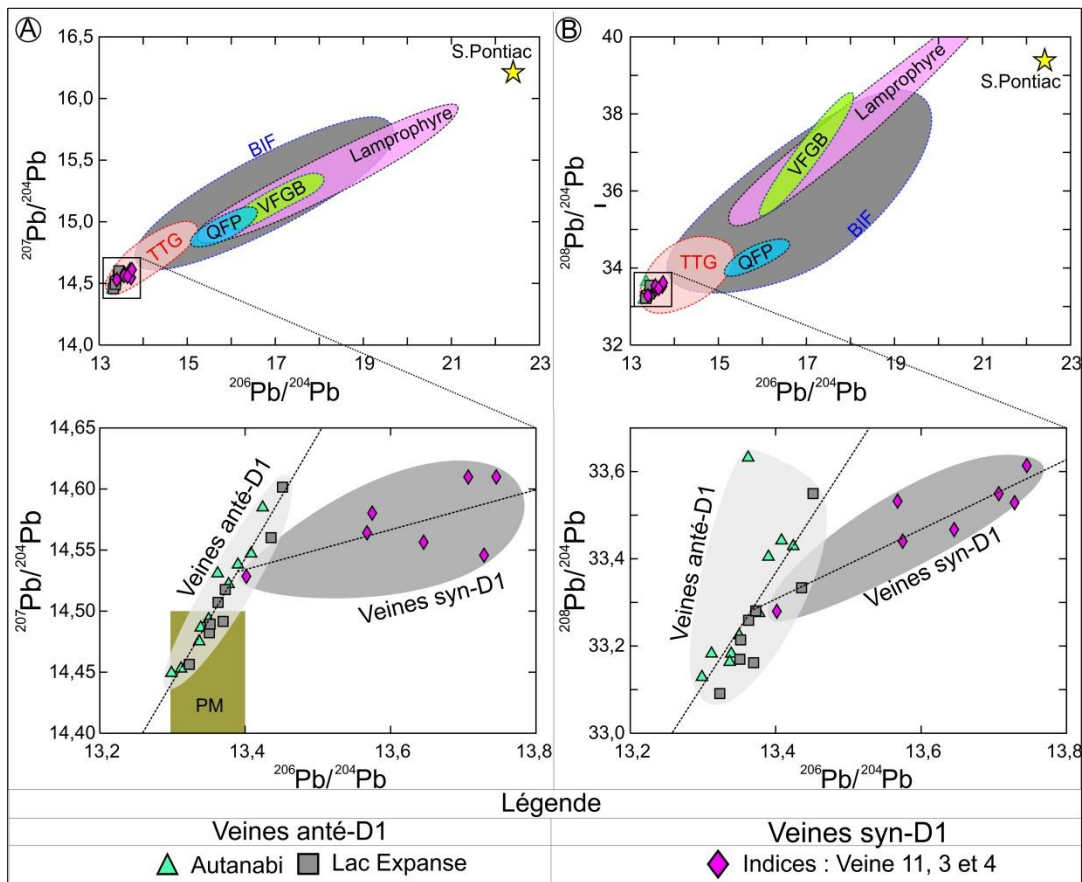 A
16,5
16,0
15,5
15,0
14,5
14,0
²⁰⁷Pb/²⁰⁴Pb
S.Pontiac
BIF
Lamprophyre
VFGB
QFP
TTG
13 15 17 19 21 23
²⁰⁶Pb/²⁰⁴Pb
B
40
38
36
34
33
32
²⁰⁸Pb/²⁰⁴Pb
S.Pontiac
Lamprophyre
VFGB
BIF
TTG
QFP
13 15 17 19 21 23
²⁰⁶Pb/²⁰⁴Pb
14,65
14,60
14,55
14,50
14,45
14,40
²⁰⁷Pb/²⁰⁴Pb
Veines anté-D1
Veines syn-D1
PM
13,2 13,4 13,6 13,8
²⁰⁶Pb/²⁰⁴Pb
33,6
33,4
33,2
33,0
²⁰⁸Pb/²⁰⁴Pb
Veines anté-D1
Veines syn-D1
13,2 13,4 13,6 13,8
²⁰⁶Pb/²⁰⁴Pb
Légende
Veines anté-D1
Autanabi Lac Expanse
Veines syn-D1
Indices : Veine 11, 3 et 4